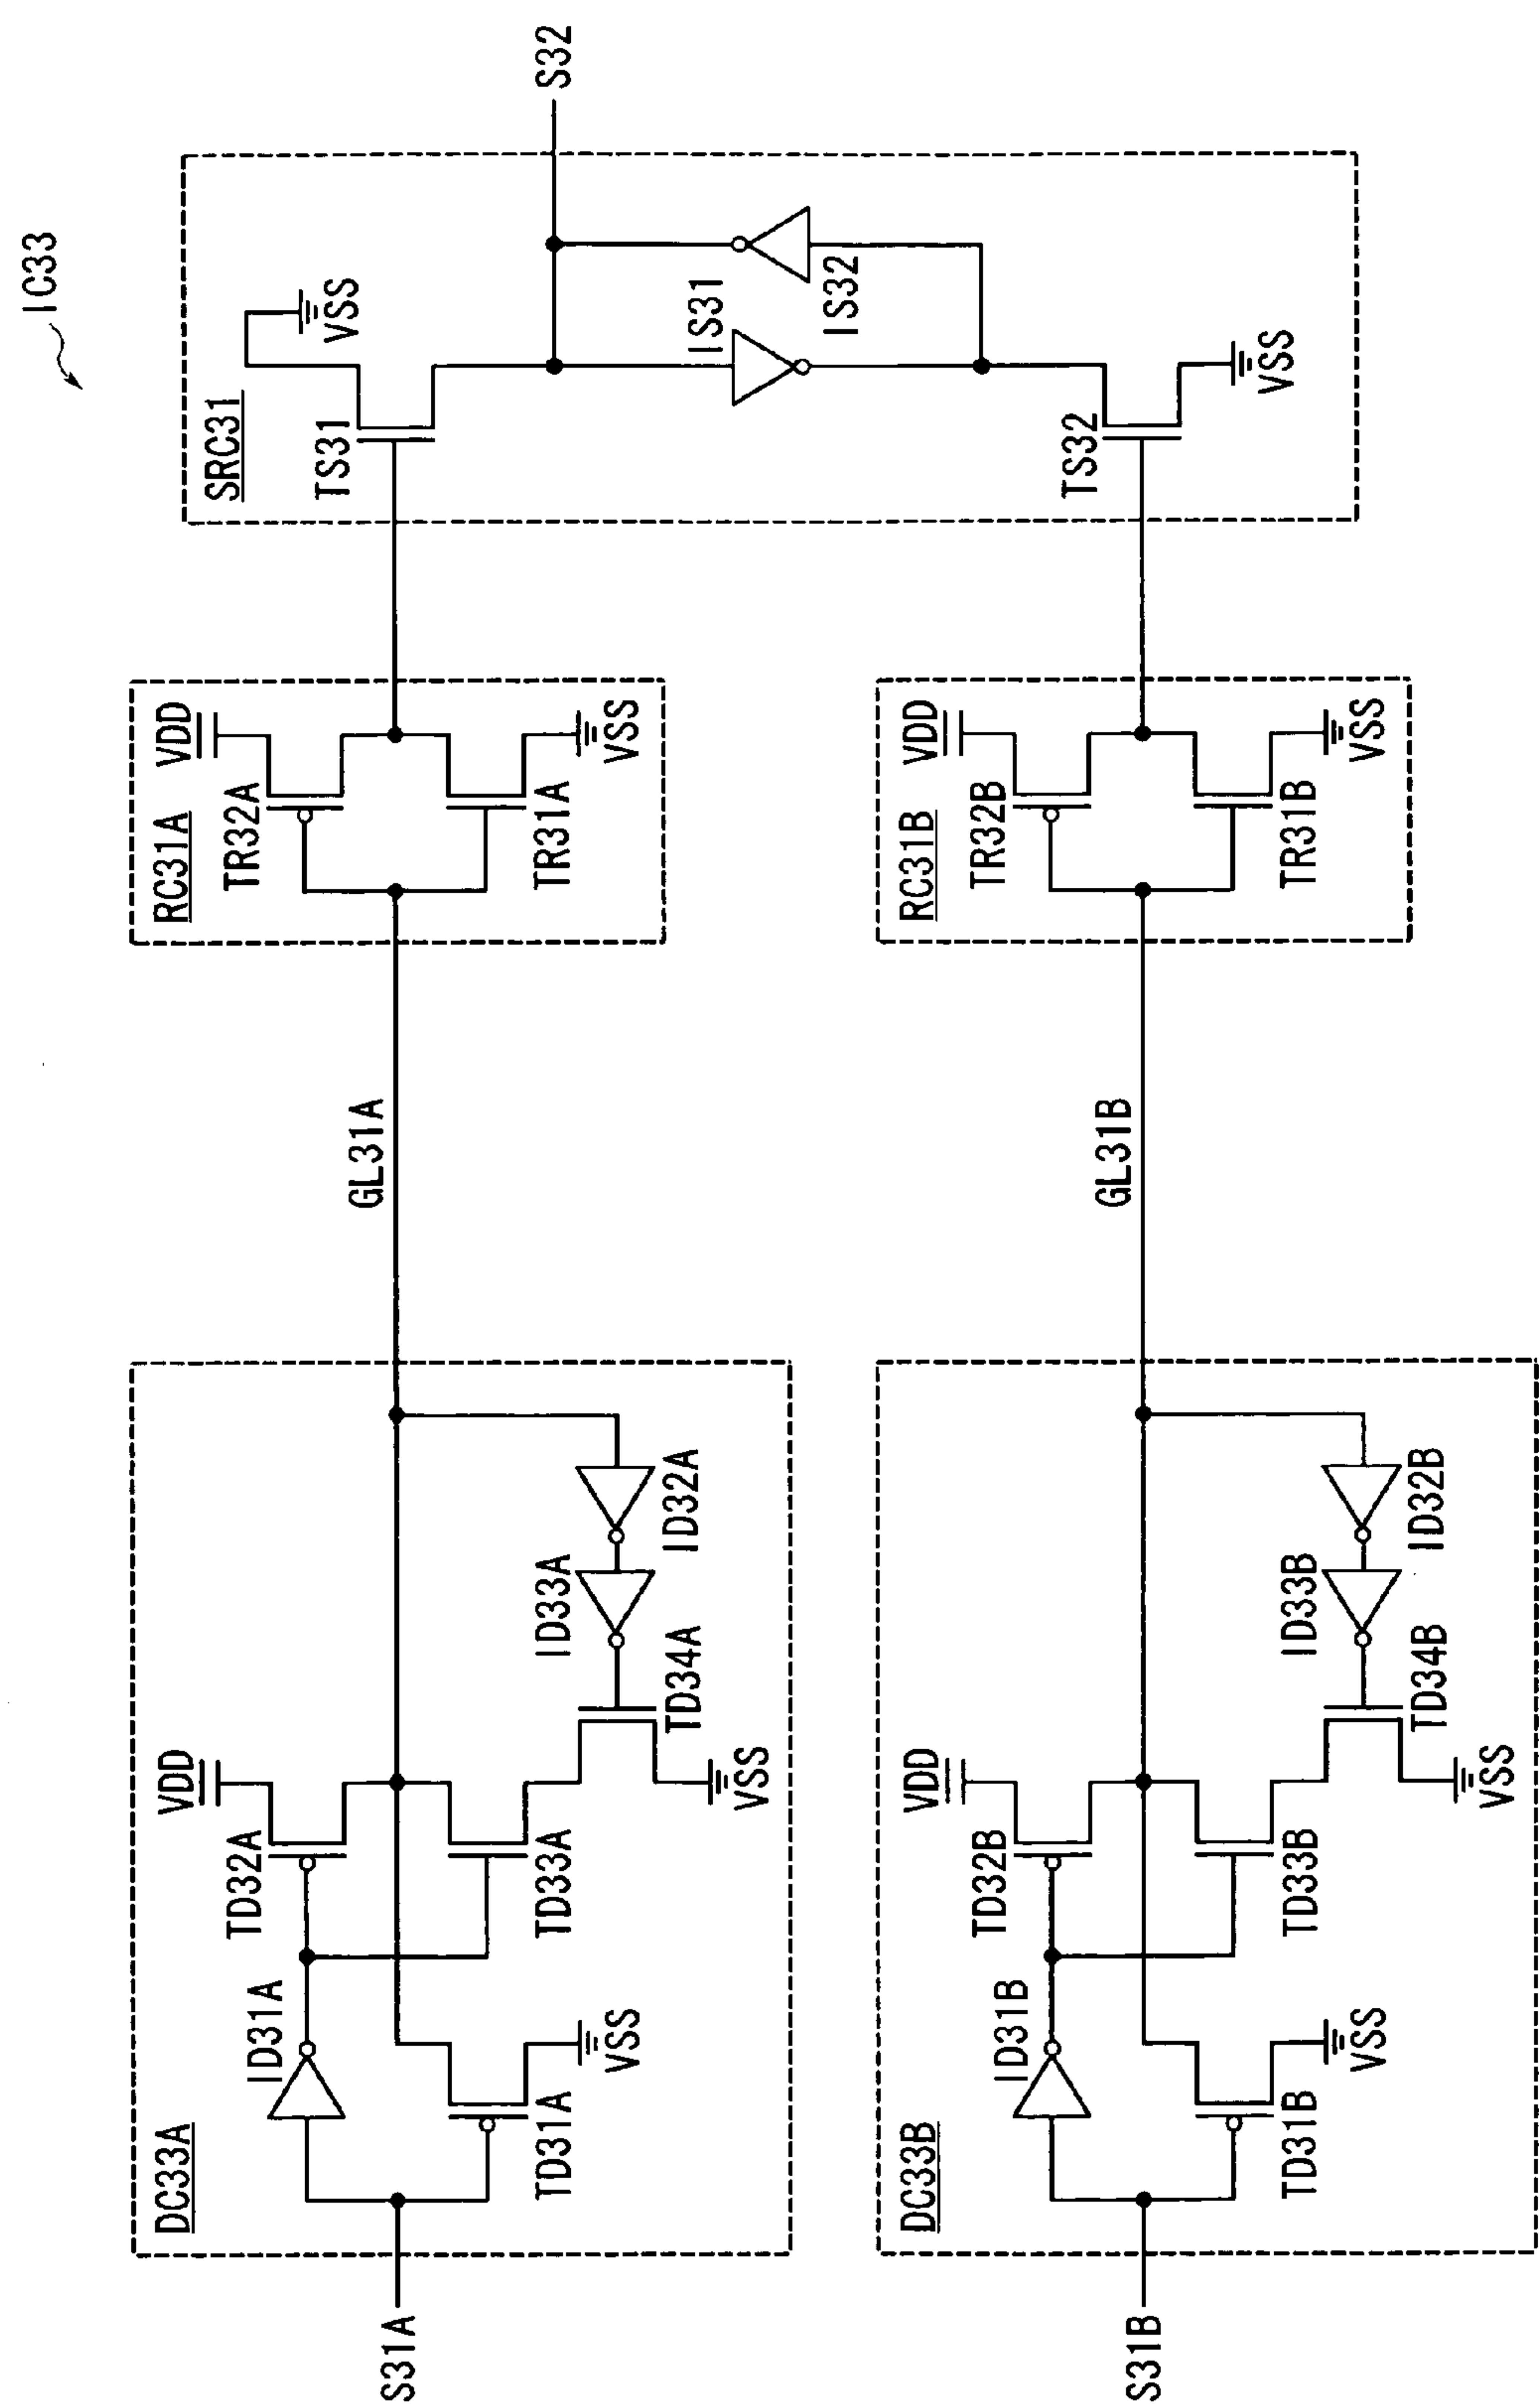 IC33
S31A
DC33A
ID31A
TD31A
VSS
VDD
TD32A
TD33A
TD34A
VSS
ID33A
ID32A
GL31A
RC31A
VDD
TR32A
TR31A
VSS
SRC31
TS31
VSS
IS31
IS32
S32
TS32
VSS
S31B
DC33B
ID31B
TD31B
VSS
VDD
TD32B
TD33B
TD34B
VSS
ID33B
ID32B
GL31B
RC31B
VDD
TR32B
TR31B
VSS